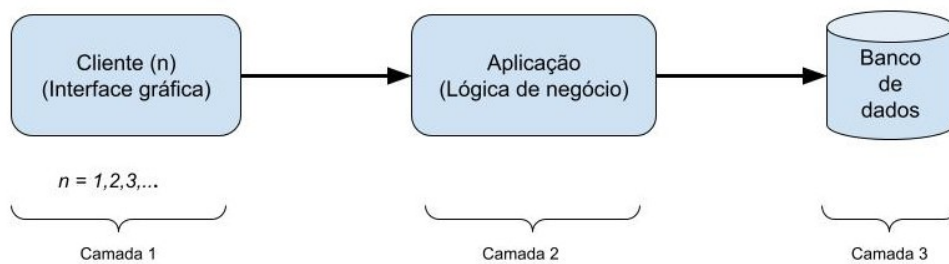 Cliente (n)
(Interface gráfica)
Aplicação
(Lógica de negócio)
Banco
de
dados
n = 1,2,3,...
Camada 1
Camada 2
Camada 3